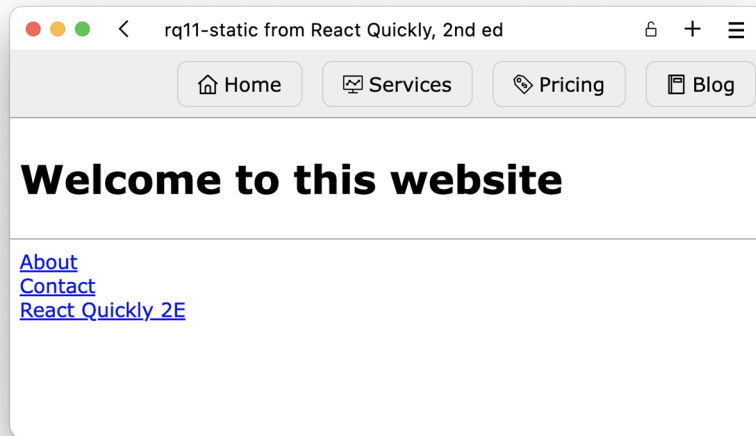 rq11-static from React Quickly, 2nd ed
Home Services Pricing Blog
Welcome to this website
About
Contact
React Quickly 2E